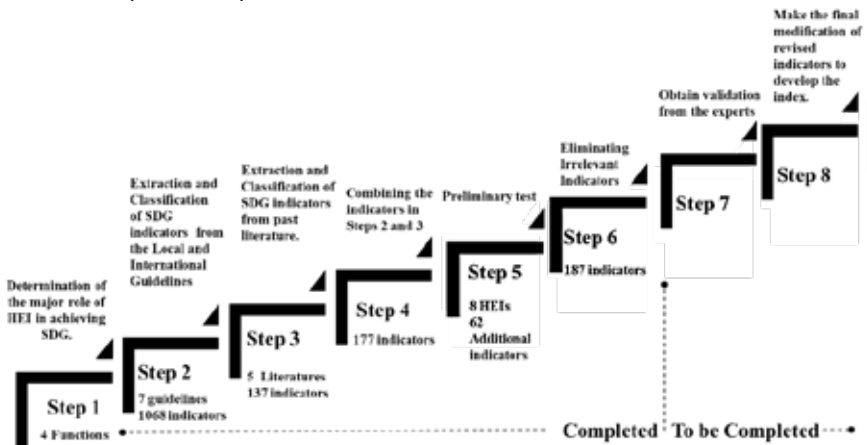 Determination of
the major role of
HEI in achieving
SDG.
Step 1
4 Functions
Extraction and
Classification
of SDG
indicators from
the Local and
International
Guidelines
Step 2
7 guidelines
1068 indicators
Extraction and
Classification of
SDG indicators
from past
literature.
Step 3
5 Literatures
137 indicators
Combining the
Indicators in
Steps 2 and 3
Step 4
177 indicators
Preliminary test
Step 5
8 HEIs
62
Additional
indicators
Eliminating
Irrelevant
Indicators
Step 6
187 indicators
Obtain validation
from the experts
Step 7
Make the final
modification of
revised
indicators to
develop the
index.
Step 8
Completed
To be Completed